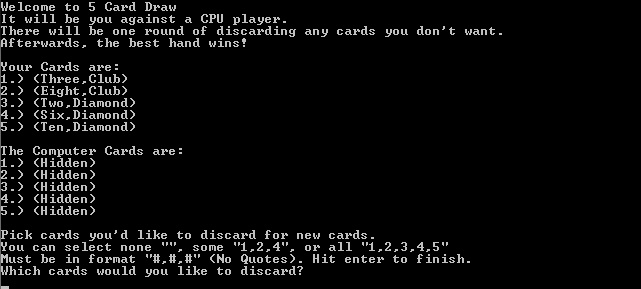 Welcome to 5 Card Draw
It will be you against a CPU player.
There will be one round of discarding any cards you don't want.
Afterwards, the best hand wins!
Your Cards are:
1.) (Three,Club)
2.) (Eight,Club)
3.) (Two,Diamond)
4.) (Six,Diamond)
5.) (Ten,Diamond)
The Computer Cards are:
1.) (Hidden)
2.) (Hidden)
3.) (Hidden)
4.) (Hidden)
5.) (Hidden)
Pick cards you'd like to discard for new cards.
You can select none "", some "1,2,4", or all "1,2,3,4,5"
Must be in format "#,#,#" (No Quotes). Hit enter to finish.
Which cards would you like to discard?